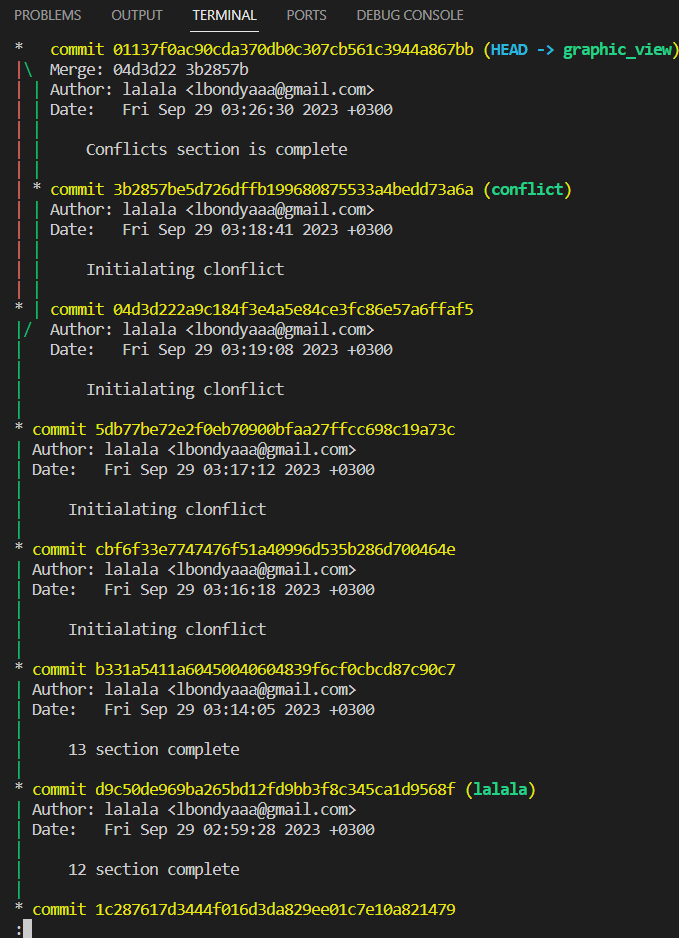 PROBLEMS OUTPUT TERMINAL PORTS DEBUG CONSOLE
*   commit 01137f0ac90cda370db0c307cb561c3944a867bb (HEAD -> graphic_view)
|\  Merge: 04d3d22 3b2857b
| | Author: lalala <lbondyaaa@gmail.com>
| | Date:   Fri Sep 29 03:26:30 2023 +0300
| |
| |     Conflicts section is complete
| |
| * commit 3b2857be5d726dffb199680875533a4bedd73a6a (conflict)
| | Author: lalala <lbondyaaa@gmail.com>
| | Date:   Fri Sep 29 03:18:41 2023 +0300
| |
| |     Initialating clonflict
| |
* | commit 04d3d222a9c184f3e4a5e84ce3fc86e57a6ffaf5
|/  Author: lalala <lbondyaaa@gmail.com>
|   Date:   Fri Sep 29 03:19:08 2023 +0300
|
|       Initialating clonflict
|
* commit 5db77be72e2f0eb70900bfaa27ffcc698c19a73c
| Author: lalala <lbondyaaa@gmail.com>
| Date:   Fri Sep 29 03:17:12 2023 +0300
|
|     Initialating clonflict
|
* commit cbf6f33e7747476f51a40996d535b286d700464e
| Author: lalala <lbondyaaa@gmail.com>
| Date:   Fri Sep 29 03:16:18 2023 +0300
|
|     Initialating clonflict
|
* commit b331a5411a60450040604839f6cf0cbcd87c90c7
| Author: lalala <lbondyaaa@gmail.com>
| Date:   Fri Sep 29 03:14:05 2023 +0300
|
|     13 section complete
|
* commit d9c50de969ba265bd12fd9bb3f8c345ca1d9568f (lalala)
| Author: lalala <lbondyaaa@gmail.com>
| Date:   Fri Sep 29 02:59:28 2023 +0300
|
|     12 section complete
|
* commit 1c287617d3444f016d3da829ee01c7e10a821479
: